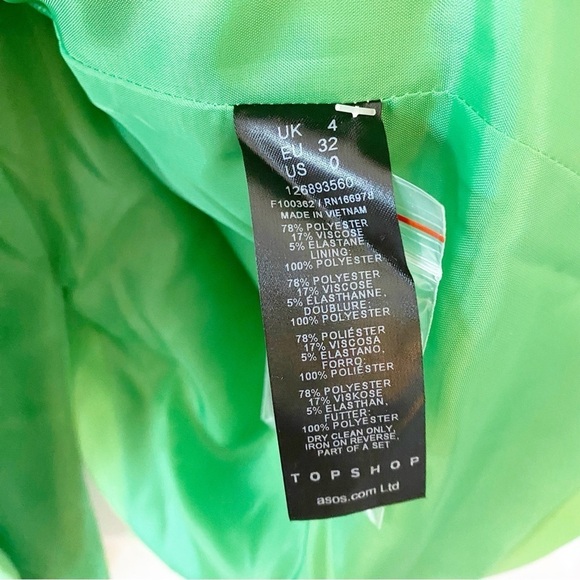 UK 4
EU 32
US 0
126893560
F100362 / RN166978
MADE IN VIETNAM
78% POLYESTER
17% VISCOSE
5% ELASTANE,
LINING:
100% POLYESTER
78% POLYESTER
17% VISCOSE
5% ÉLASTHANNE,
DOUBLURE:
100% POLYESTER
78% POLIÉSTER
17% VISCOSA
5% ELASTANO,
FORRO:
100% POLIÉSTER
78% POLYESTER
17% VISKOSE
5% ELASTHAN,
FUTTER:
100% POLYESTER
DRY CLEAN ONLY,
IRON ON REVERSE,
PART OF A SET
TOPSHOP
asos.com Ltd